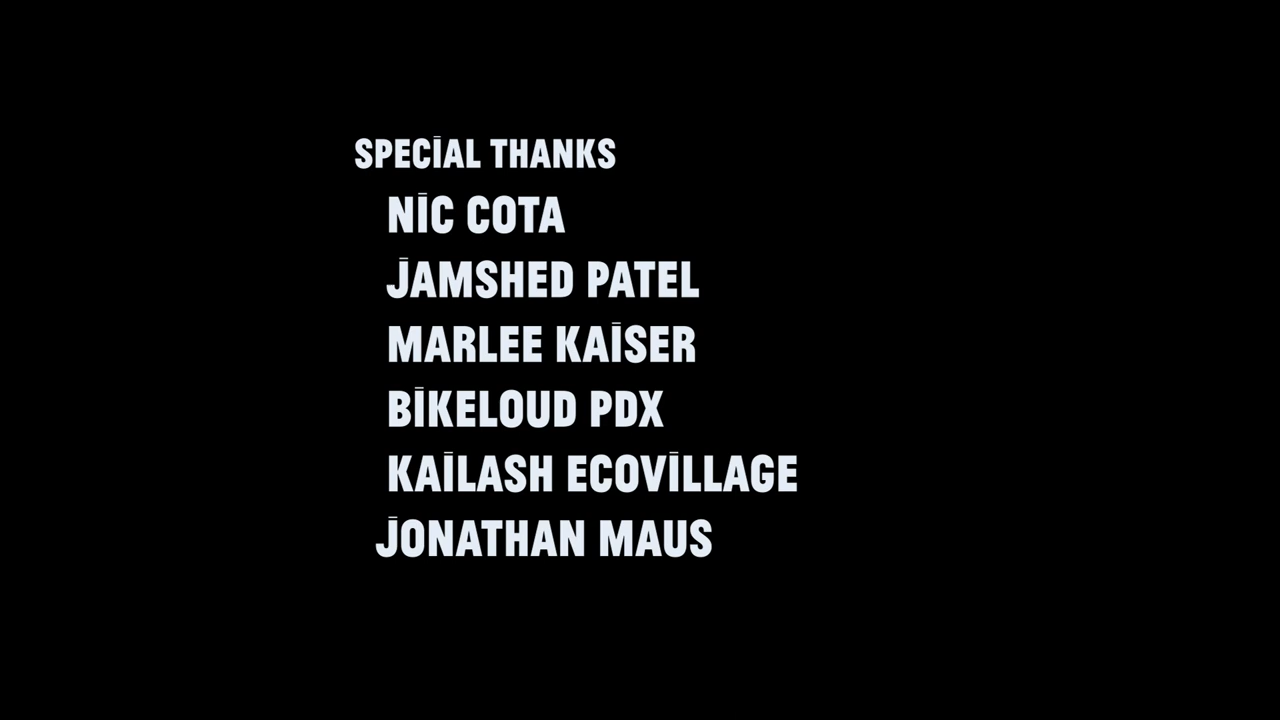 SPECIAL THANKS
NIC COTA
JAMSHED PATEL
MARLEE KAISER
BIKELOUD PDX
KAILASH ECOVILLAGE
JONATHAN MAUS